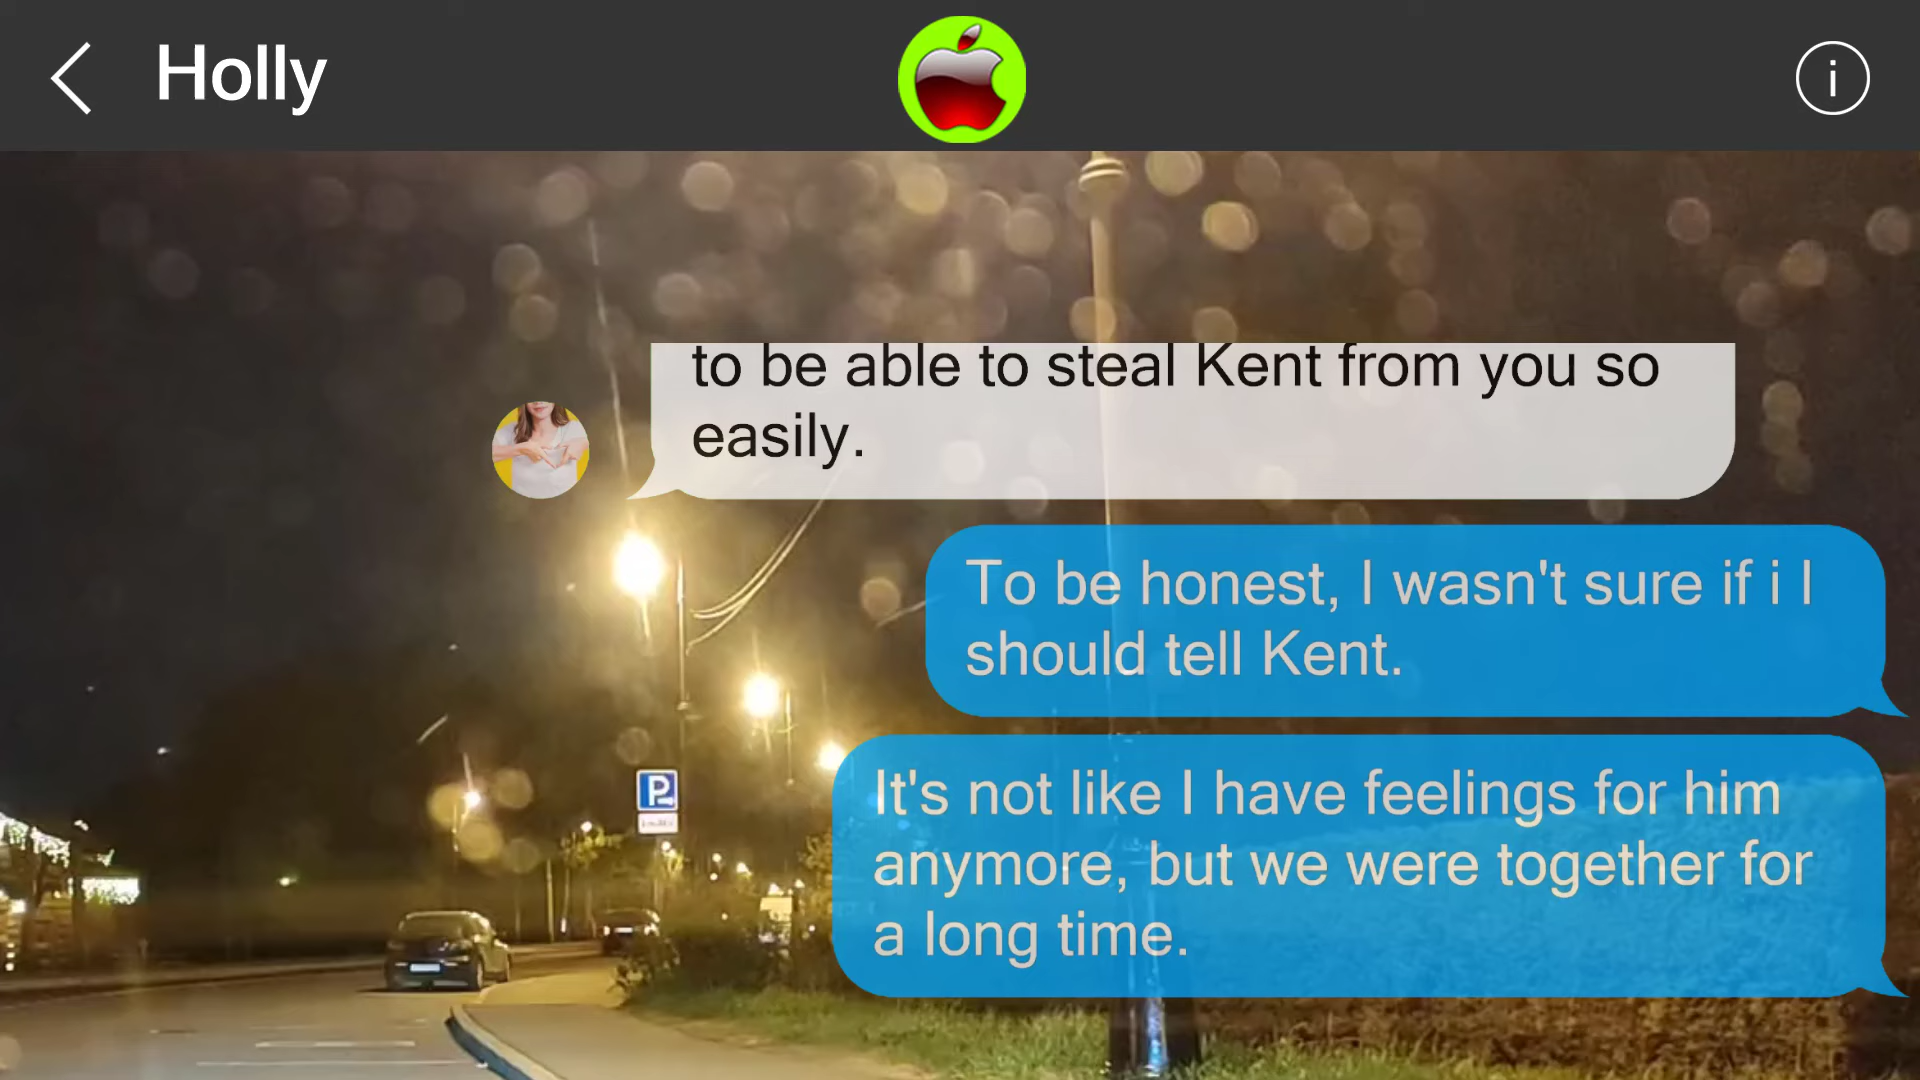 Holly
i
to be able to steal Kent from you so
easily.
To be honest, I wasn't sure if i I
should tell Kent.
It's not like I have feelings for him
anymore, but we were together for
a long time.
P